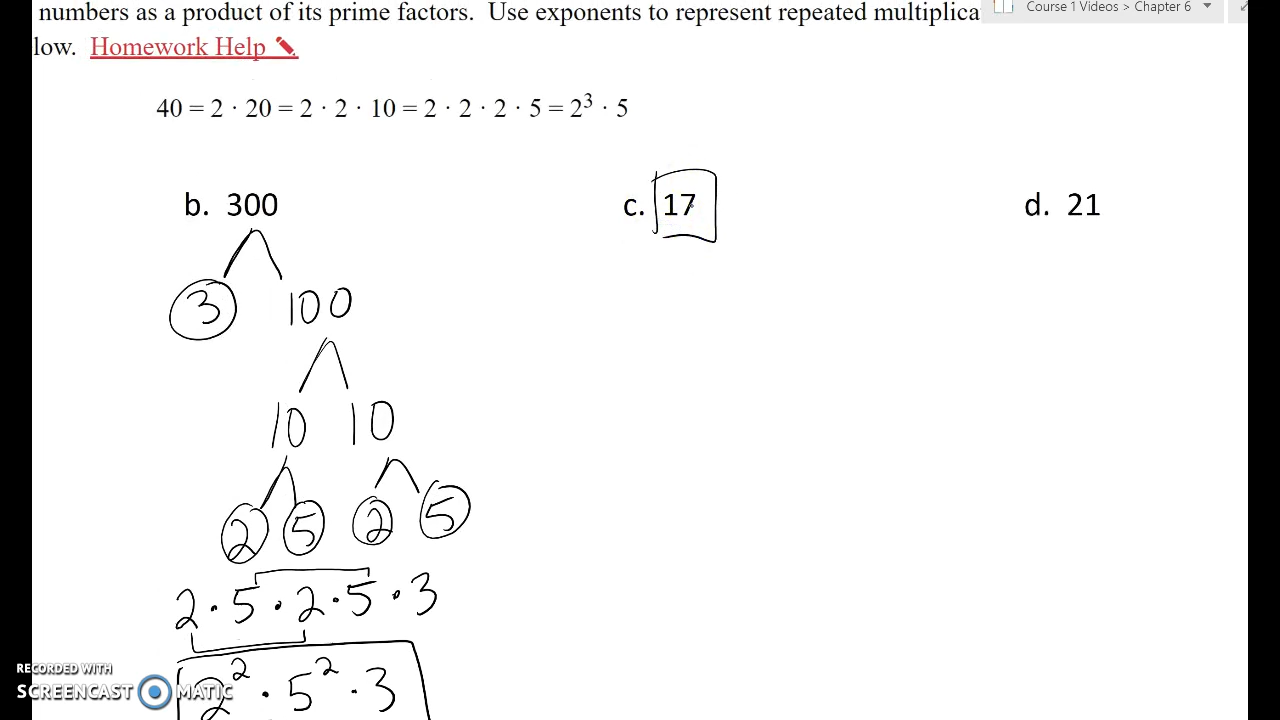 numbers as a product of its prime factors. Use exponents to represent repeated multiplica
Course 1 Videos > Chapter 6
low. Homework Help
40 = 2 · 20 = 2 · 2 · 10 = 2 · 2 · 2 · 5 = 2³ · 5
b. 300
c. 17
d. 21
3 100
10 10
2 5 2 5
2 · 5 · 2 · 5 · 3
2² · 5² · 3
RECORDED WITH
SCREENCAST MATIC